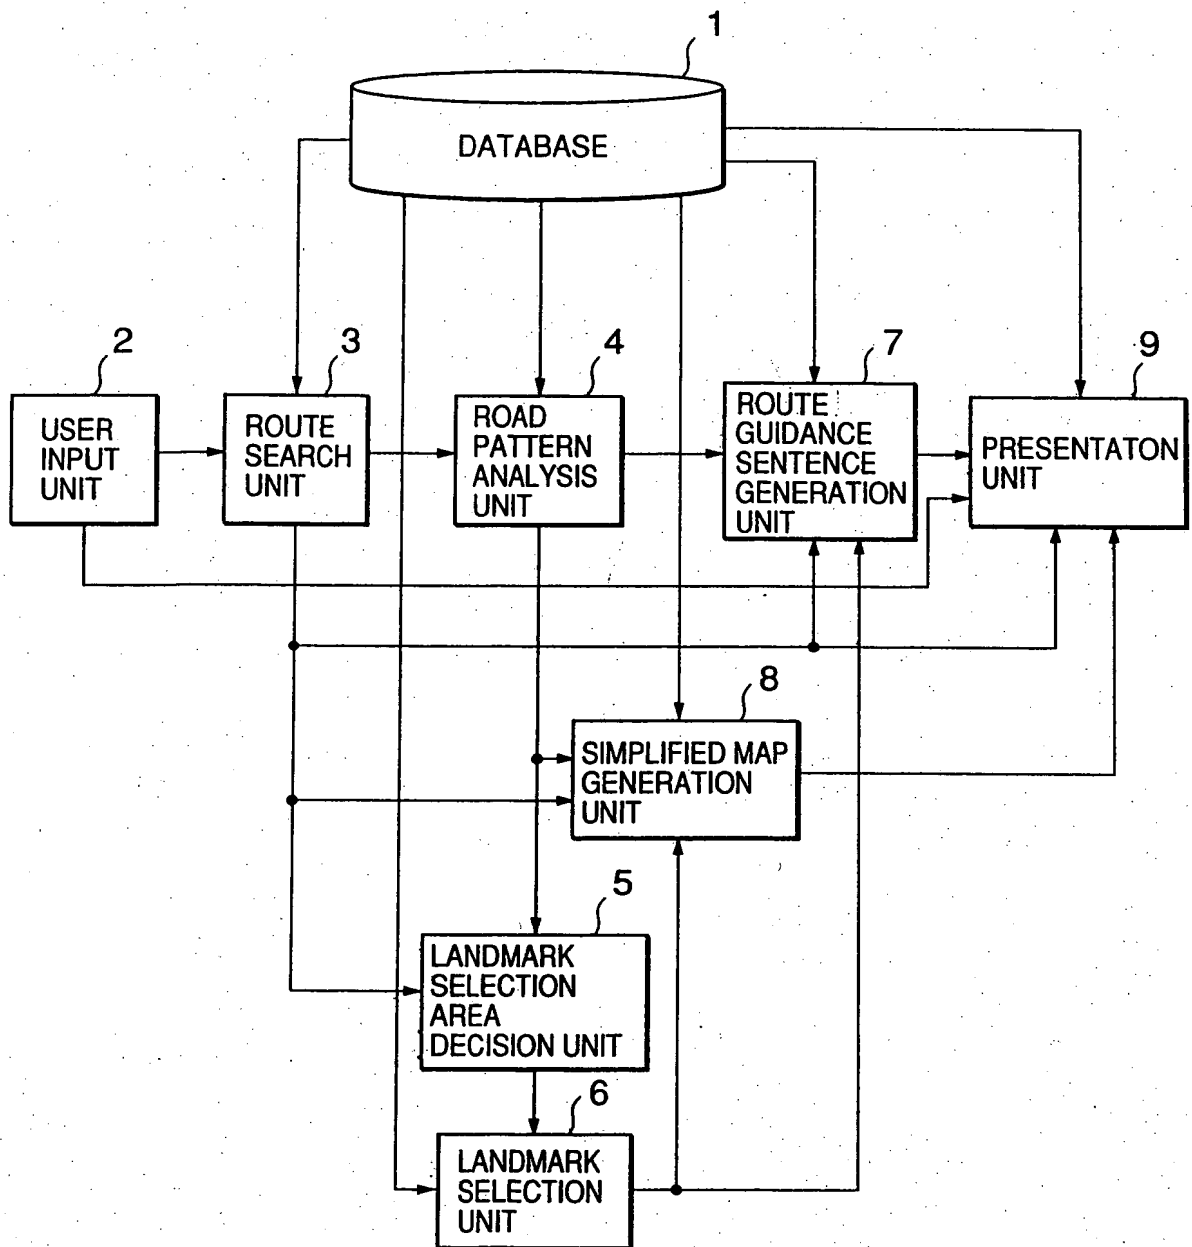 1
DATABASE
2
USER
INPUT
UNIT
3
ROUTE
SEARCH
UNIT
4
ROAD
PATTERN
ANALYSIS
UNIT
7
ROUTE
GUIDANCE
SENTENCE
GENERATION
UNIT
9
PRESENTATON
UNIT
8
SIMPLIFIED MAP
GENERATION
UNIT
5
LANDMARK
SELECTION
AREA
DECISION UNIT
6
LANDMARK
SELECTION
UNIT